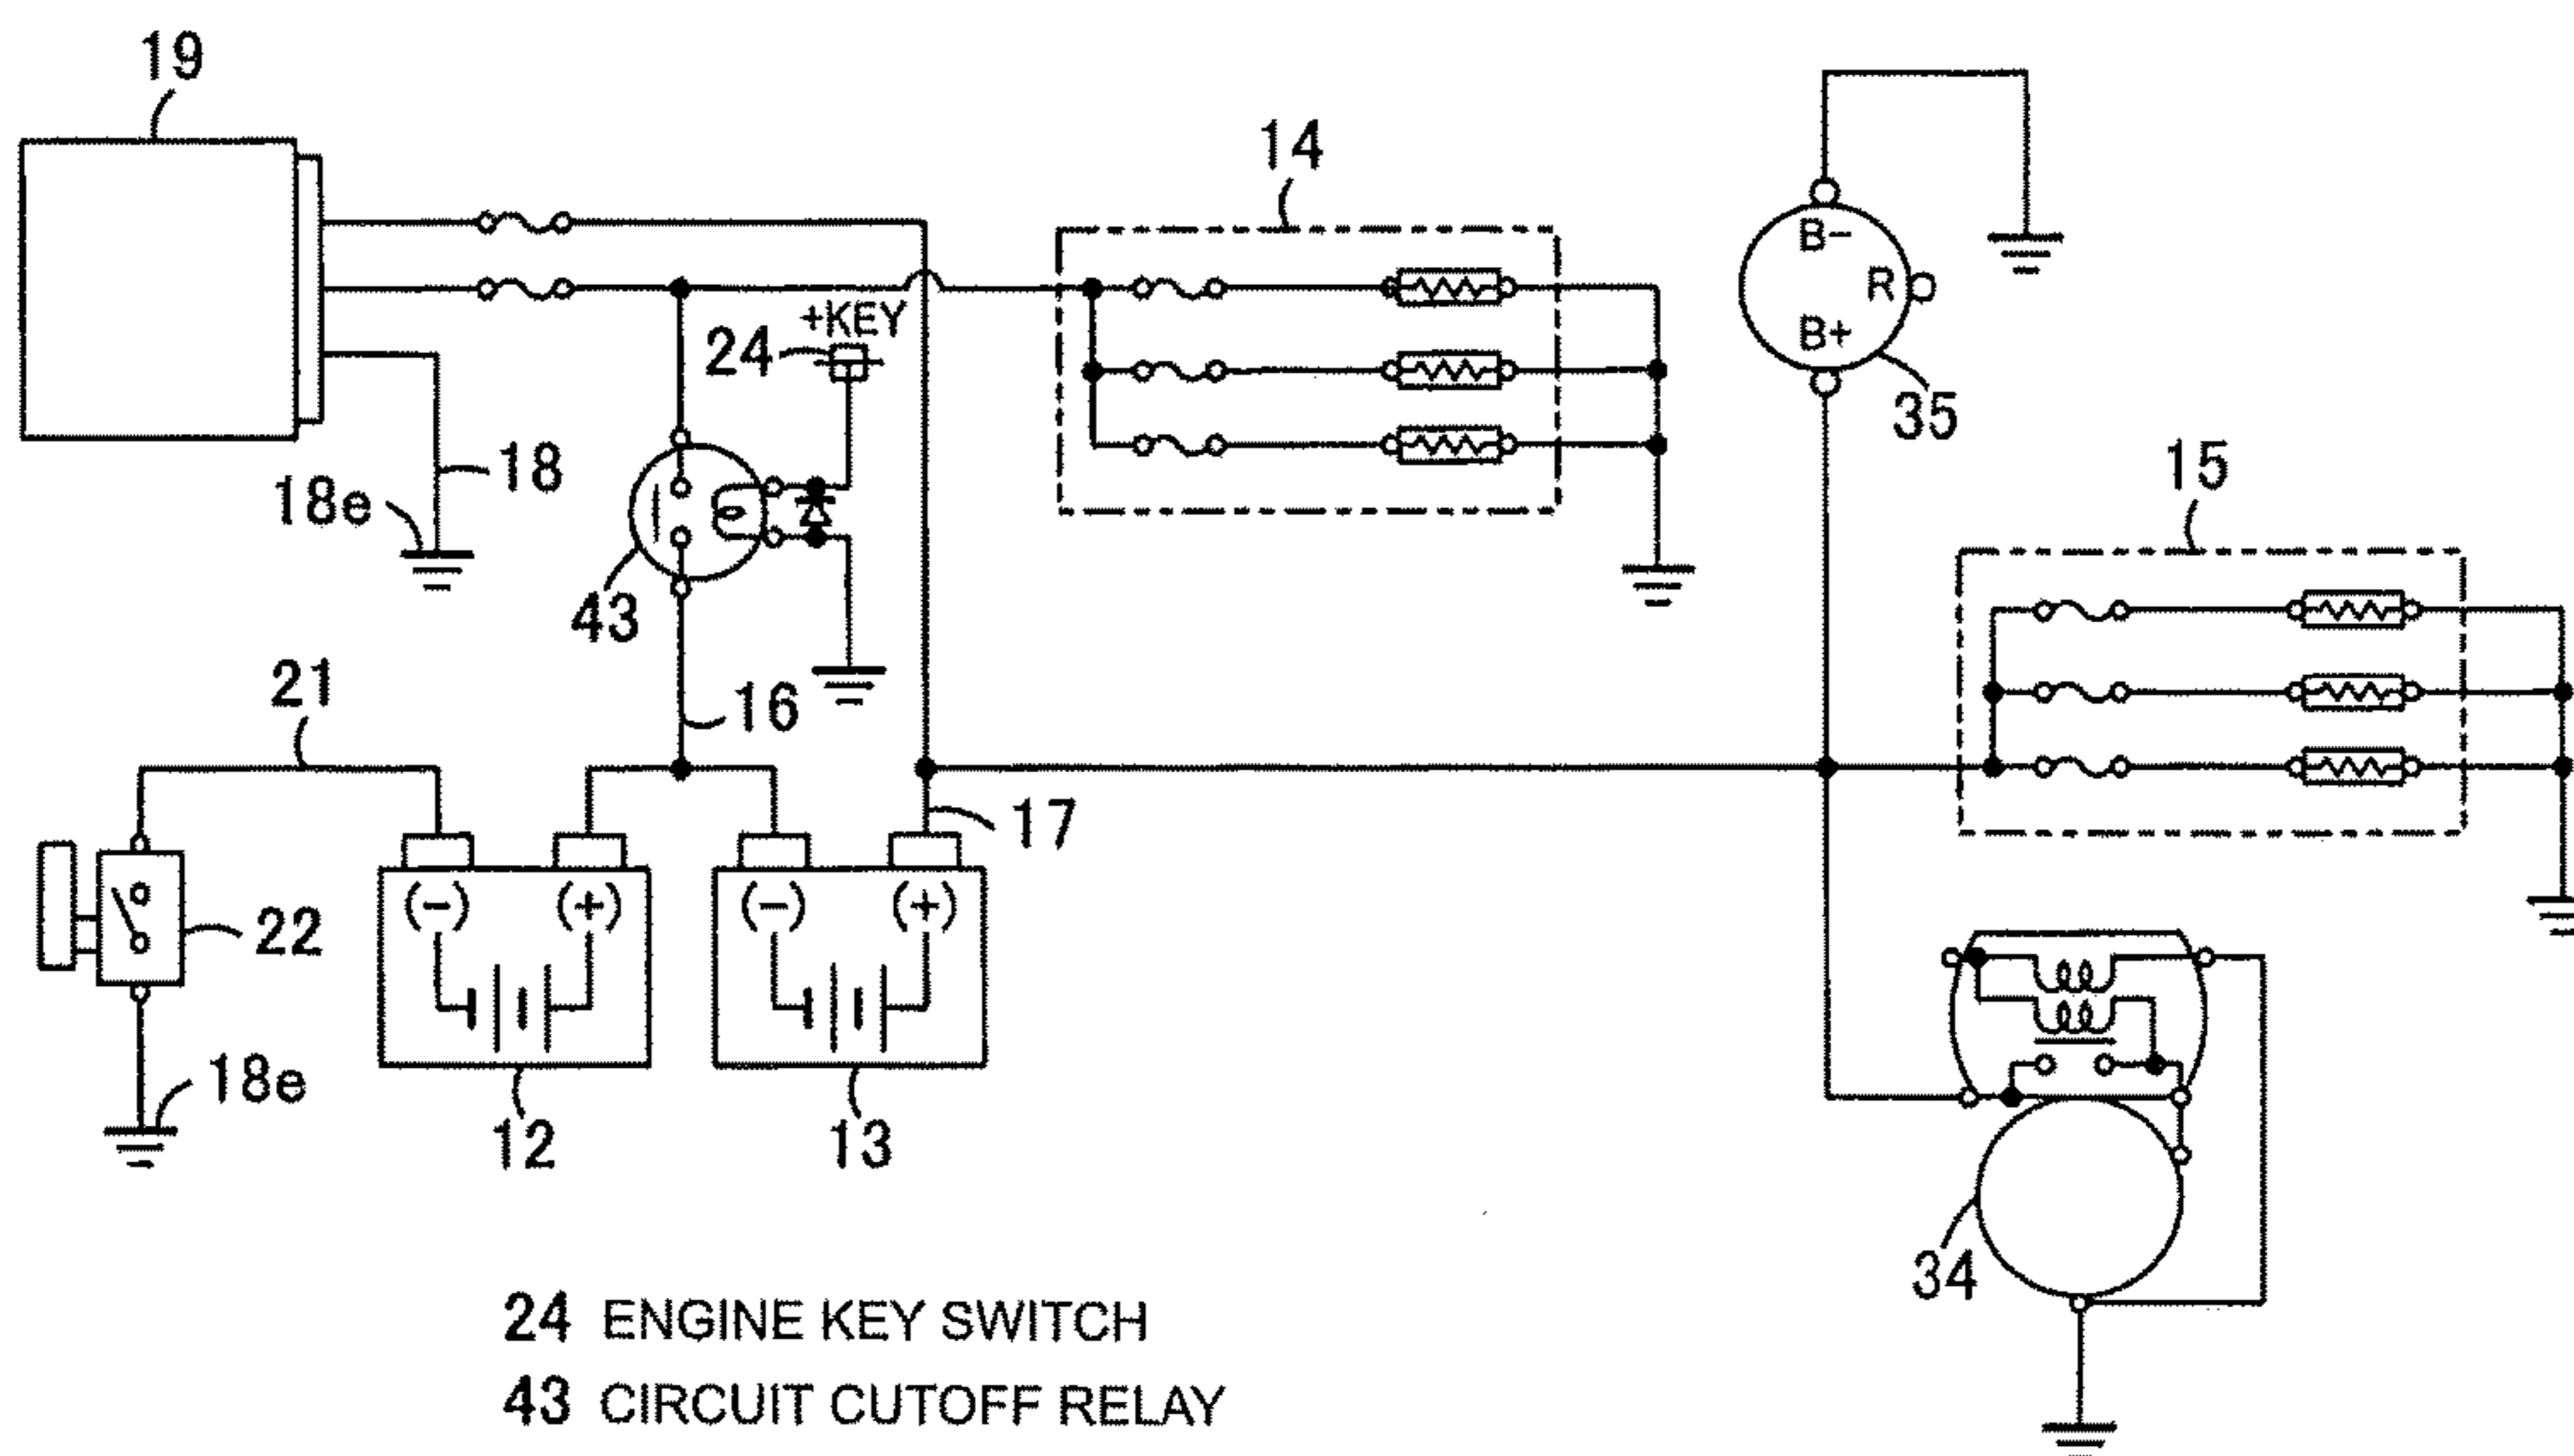 19
14
B-
R
B+
+KEY
24
35
18
15
18e
43
21
16
17
(-) (+) (-) (+)
22
18e
12
13
34
24 ENGINE KEY SWITCH
43 CIRCUIT CUTOFF RELAY